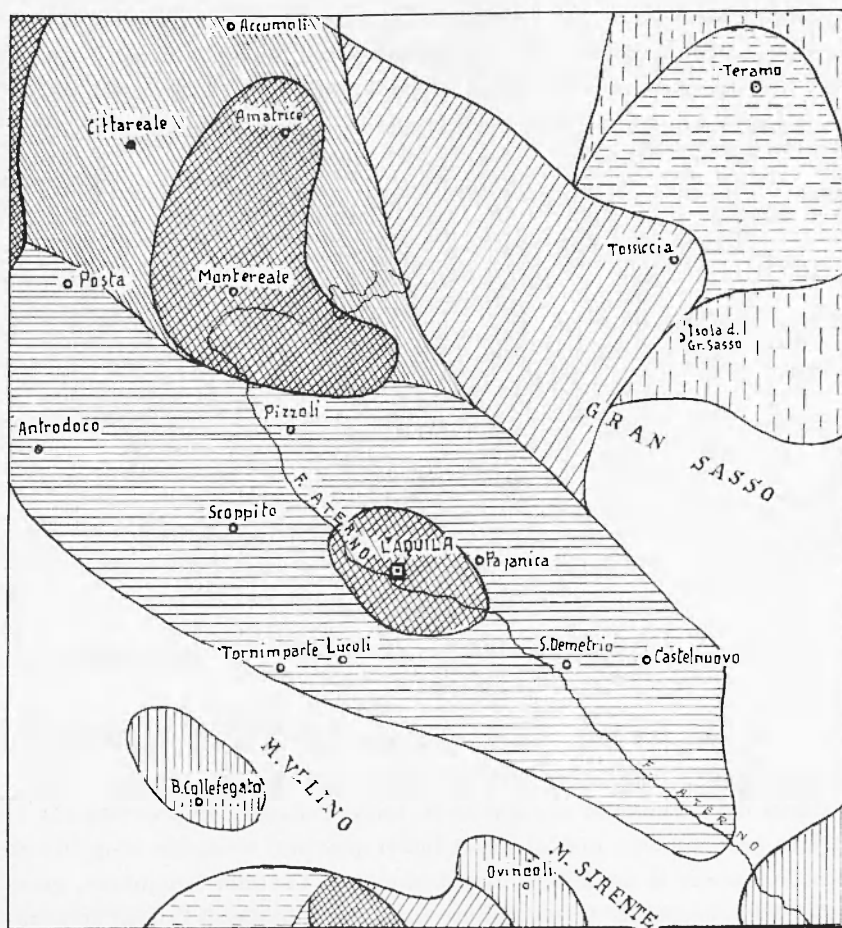 Accumoli
Teramo
Cittareale
Amatrice
Tossiccia
Posta
Montereale
Isola d.
Gr. Sasso
GRAN SASSO
Pizzoli
Antrodoco
F. ATERNO
Scoppito
L'AQUILA
Paganica
Tornimparte
Lucoli
S. Demetrio
Castelnuovo
M. VELINO
B. Collefegato
F. ATERNO
Ovindoli
M. SIRENTE